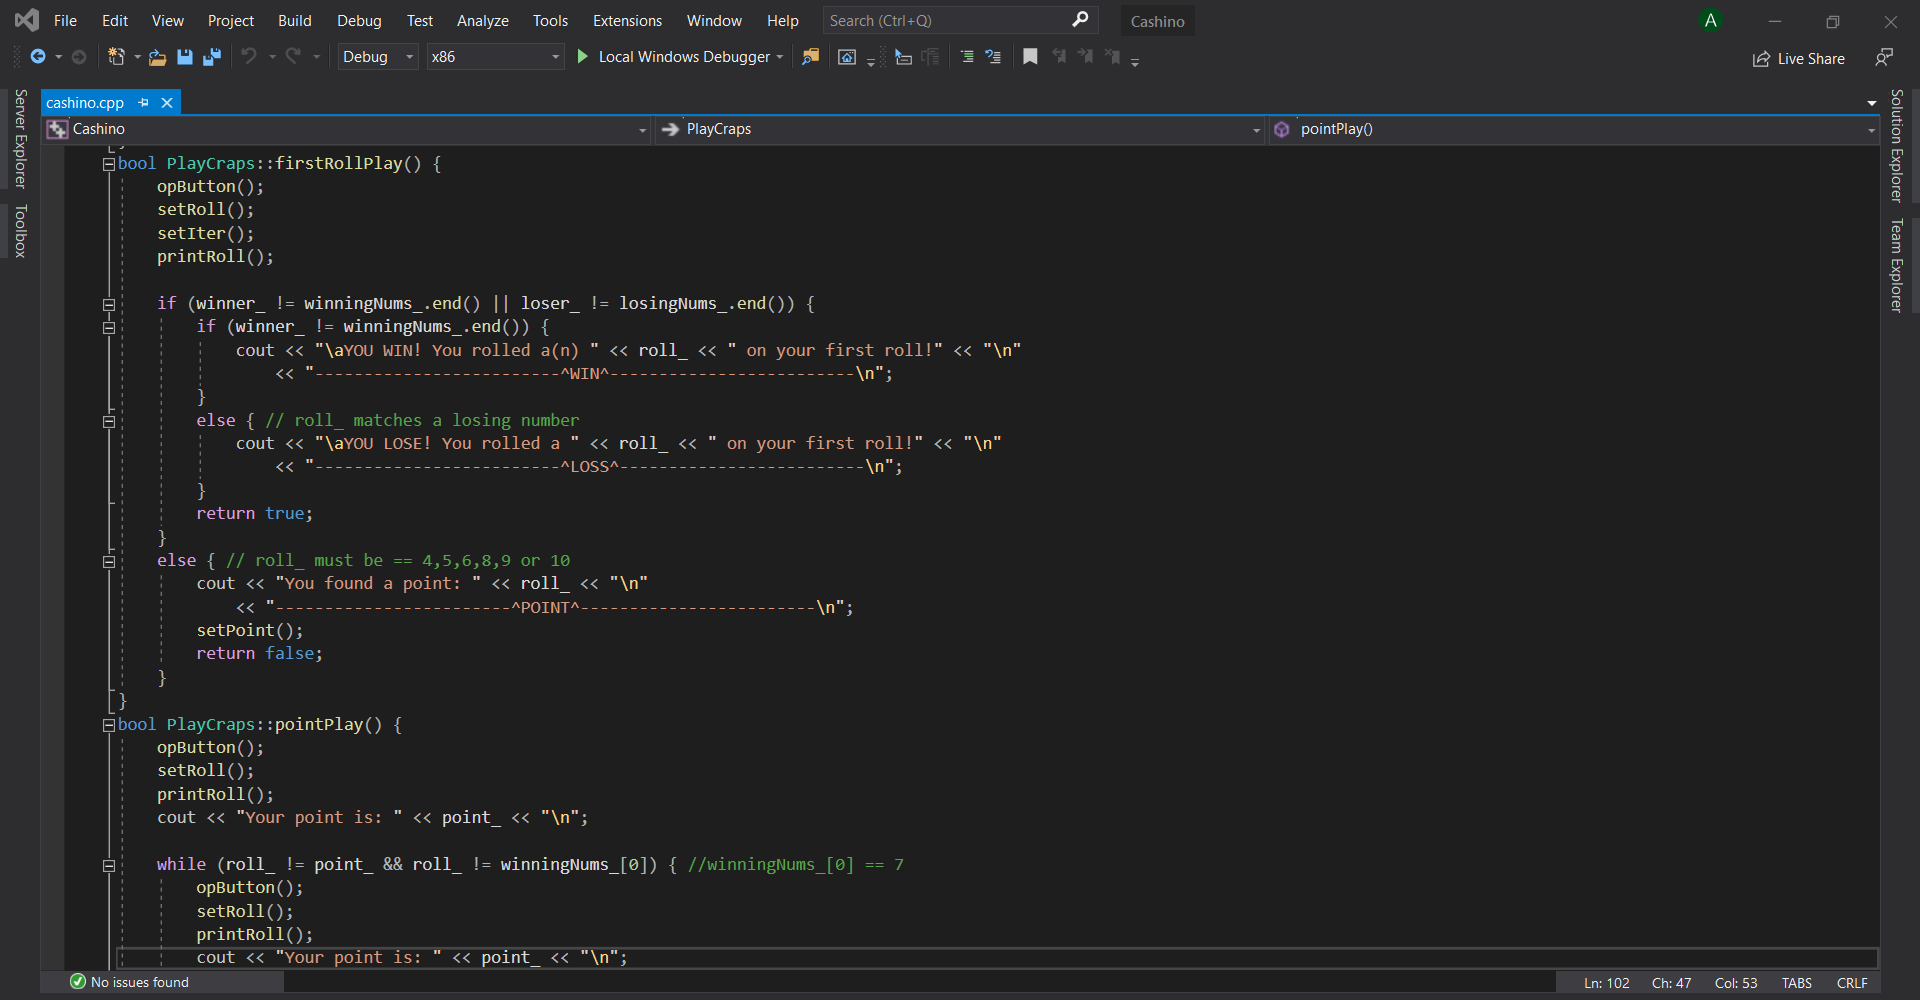 File Edit View Project Build Debug Test Analyze Tools Extensions Window Help Search (Ctrl+Q) Cashino A
Debug x86 Local Windows Debugger Live Share
Server Explorer
Toolbox
cashino.cpp
Cashino PlayCraps pointPlay()
bool PlayCraps::firstRollPlay() {
opButton();
setRoll();
setIter();
printRoll();
if (winner_ != winningNums_.end() || loser_ != losingNums_.end()) {
if (winner_ != winningNums_.end()) {
cout << "\aYOU WIN! You rolled a(n) " << roll_ << " on your first roll!" << "\n"
<< "-------------------------^WIN^-------------------------\n";
}
else { // roll_ matches a losing number
cout << "\aYOU LOSE! You rolled a " << roll_ << " on your first roll!" << "\n"
<< "-------------------------^LOSS^-------------------------\n";
}
return true;
}
else { // roll_ must be == 4,5,6,8,9 or 10
cout << "You found a point: " << roll_ << "\n"
<< "------------------------^POINT^------------------------\n";
setPoint();
return false;
}
}
bool PlayCraps::pointPlay() {
opButton();
setRoll();
printRoll();
cout << "Your point is: " << point_ << "\n";
while (roll_ != point_ && roll_ != winningNums_[0]) { //winningNums_[0] == 7
opButton();
setRoll();
printRoll();
cout << "Your point is: " << point_ << "\n";
Solution Explorer
Team Explorer
No issues found Ln: 102 Ch: 47 Col: 53 TABS CRLF